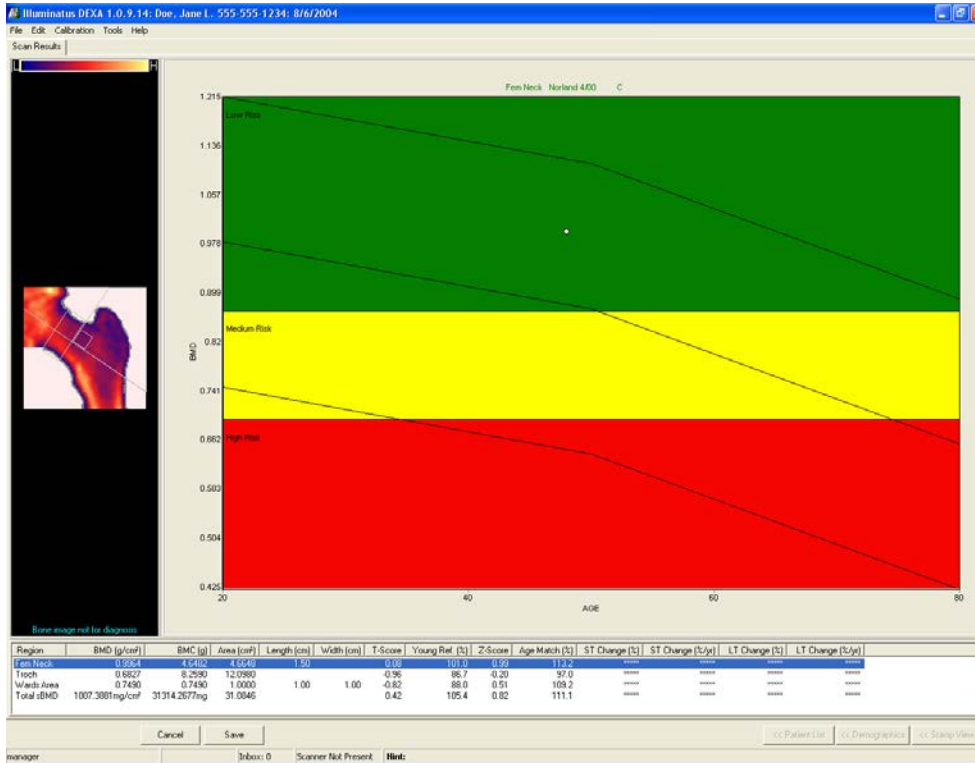 Illuminatus DEXA 1.0.9.14: Doe, Jane L. 555-555-1234: 8/6/2004
File Edit Calibration Tools Help
Scan Results
L H
Fem Neck Norland 4/00 C
1.215
Low Risk
1.136
1.057
0.978
0.899
Medium Risk
0.82
BMD
0.741
High Risk
0.662
0.583
0.504
0.425
20 40 60 80
AGE
Bone image not for diagnosis
Region BMD (g/cm²) BMC (g) Area (cm²) Length (cm) Width (cm) T-Score Young Ref. (%) Z-Score Age Match (%) ST Change (%) ST Change (%/yr) LT Change (%) LT Change (%/yr)
Fem Neck 0.9964 4.6482 4.6648 1.50 0.08 101.0 0.99 113.2 ***** ***** ***** *****
Troch 0.6827 8.2590 12.0980 -0.96 86.7 -0.20 97.0 ***** ***** ***** *****
Wards Area 0.7490 0.7490 1.0000 1.00 1.00 -0.82 88.0 0.51 109.2 ***** ***** ***** *****
Total sBMD 1007.3881mg/cm² 31314.2677mg 31.0846 0.42 105.4 0.82 111.1 ***** ***** ***** *****
Cancel Save << Patient List << Demographics << Stamp View
manager Inbox: 0 Scanner Not Present Hint: